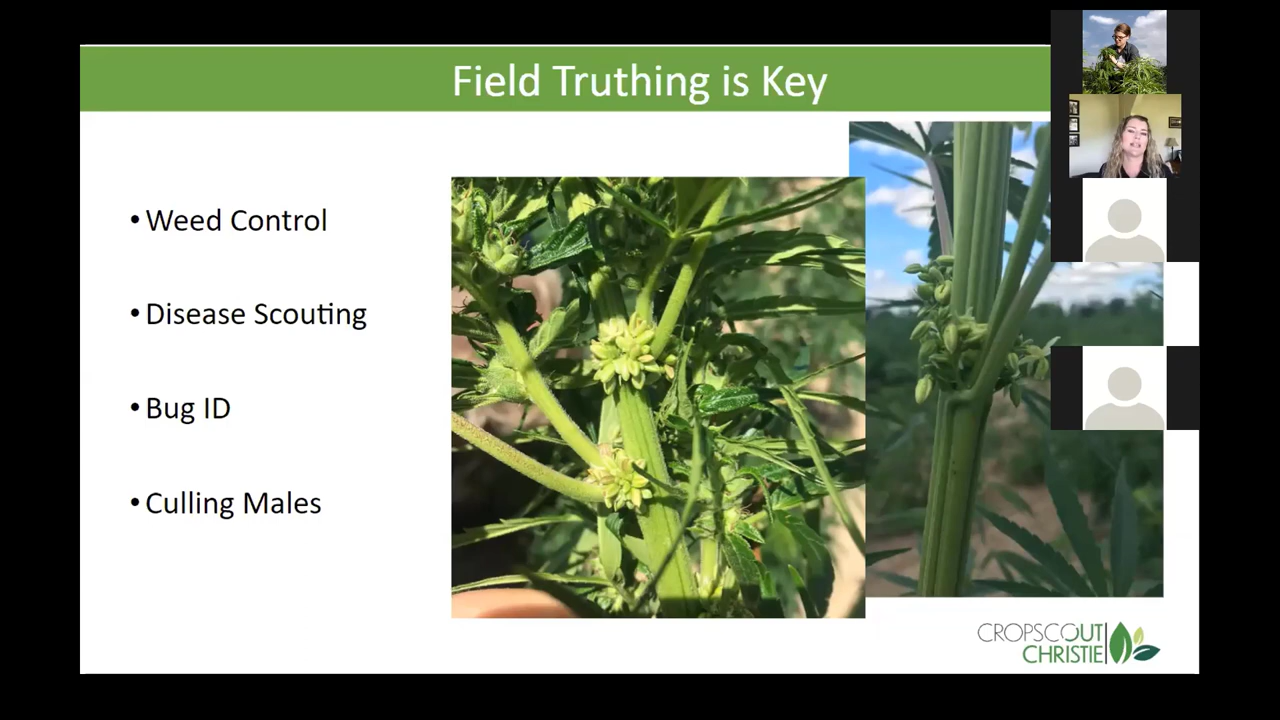 Field Truthing is Key
• Weed Control
• Disease Scouting
• Bug ID
• Culling Males
CROPSCOUT
CHRISTIE